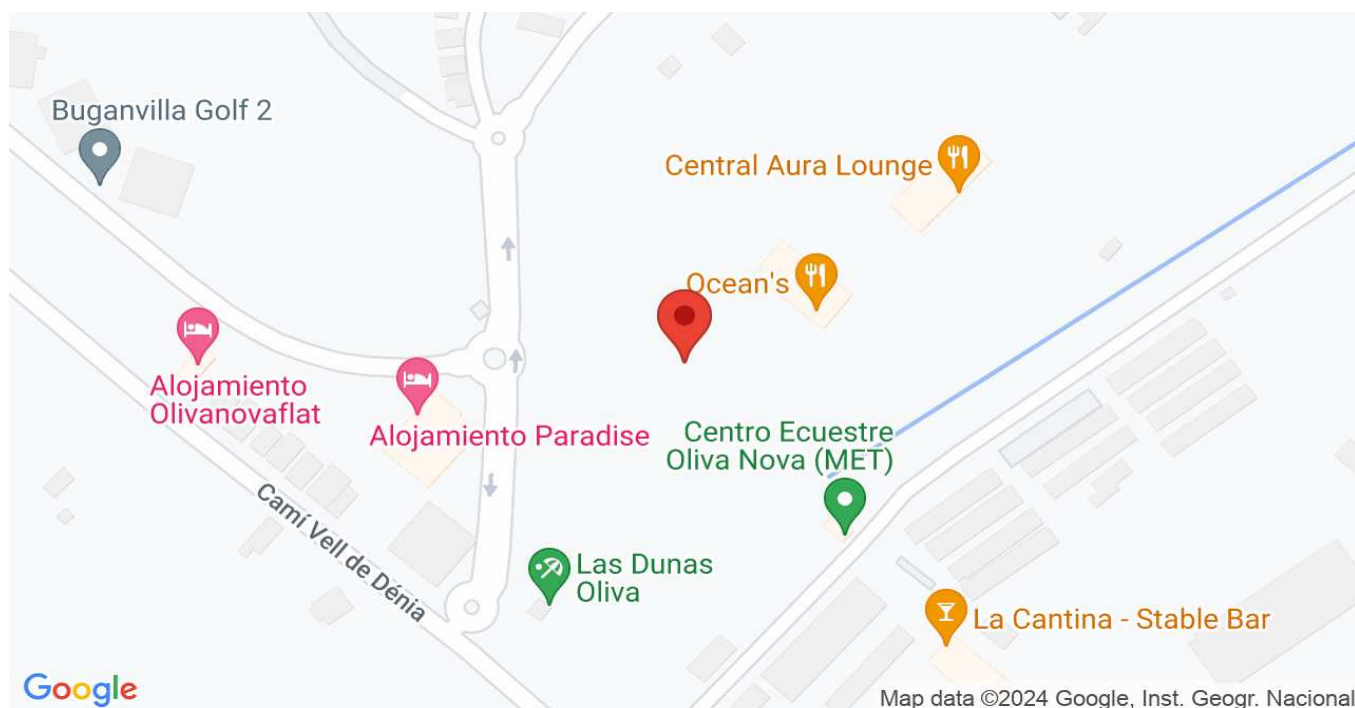 Buganvilla Golf 2
Central Aura Lounge
Ocean's
Alojamiento
Olivanovaflat
Alojamiento Paradise
Centro Ecuestre
Oliva Nova (MET)
Camí Vell de Dénia
Las Dunas
Oliva
La Cantina - Stable Bar
Google
Map data ©2024 Google, Inst. Geogr. Nacional